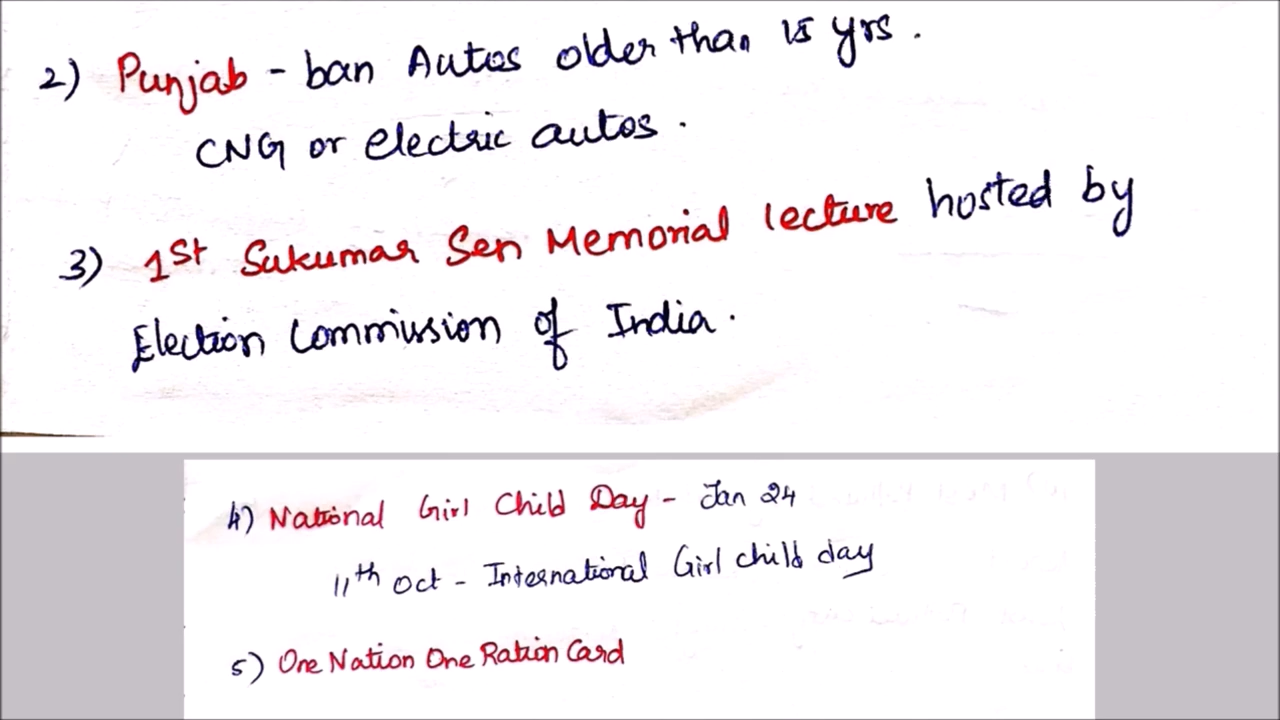 2) Punjab - ban Autos older than 15 yrs.
CNG or electric autos.
3) 1st Sukumar Sen Memorial lecture hosted by
Election Commission of India.
4) National Girl Child Day - Jan 24
11th Oct - International Girl child day
5) One Nation One Ration Card